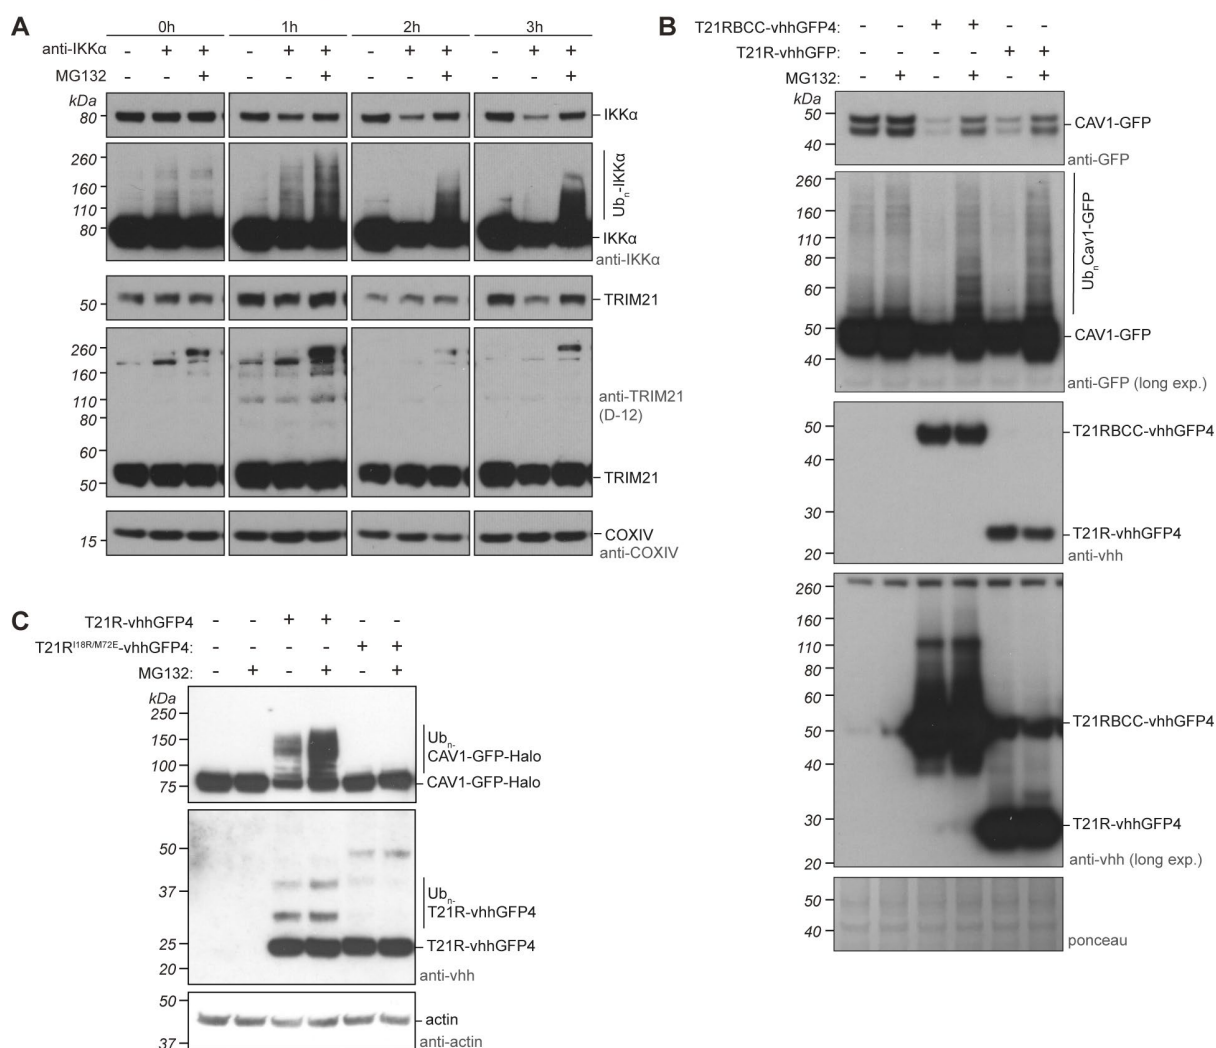 A
0h 1h 2h 3h
anti-IKKα - + + - + + - + + - + +
MG132 - - + - - + - - + - - +
kDa
80 IKKα
260
160
110
80
Ubn-IKKα
IKKα
anti-IKKα
50 TRIM21
260
160
110
80
60
50
anti-TRIM21
(D-12)
TRIM21
15 COXIV
anti-COXIV
B
T21RBCC-vhhGFP4: - - + + - -
T21R-vhhGFP: - - - - + +
MG132: - + - + - +
kDa
50
40
CAV1-GFP
anti-GFP
260
160
110
80
60
50
40
UbnCav1-GFP
CAV1-GFP
anti-GFP (long exp.)
50
40
30
20
T21RBCC-vhhGFP4
T21R-vhhGFP4
anti-vhh
260
160
110
80
60
50
40
30
20
T21RBCC-vhhGFP4
T21R-vhhGFP4
anti-vhh (long exp.)
50
40
ponceau
C
T21R-vhhGFP4 - - + + - -
T21RI18R/M72E-vhhGFP4: - - - - + +
MG132: - + - + - +
kDa
250
150
100
75
Ubn-
CAV1-GFP-Halo
CAV1-GFP-Halo
50
37
25
20
Ubn-
T21R-vhhGFP4
T21R-vhhGFP4
anti-vhh
50
37
actin
anti-actin